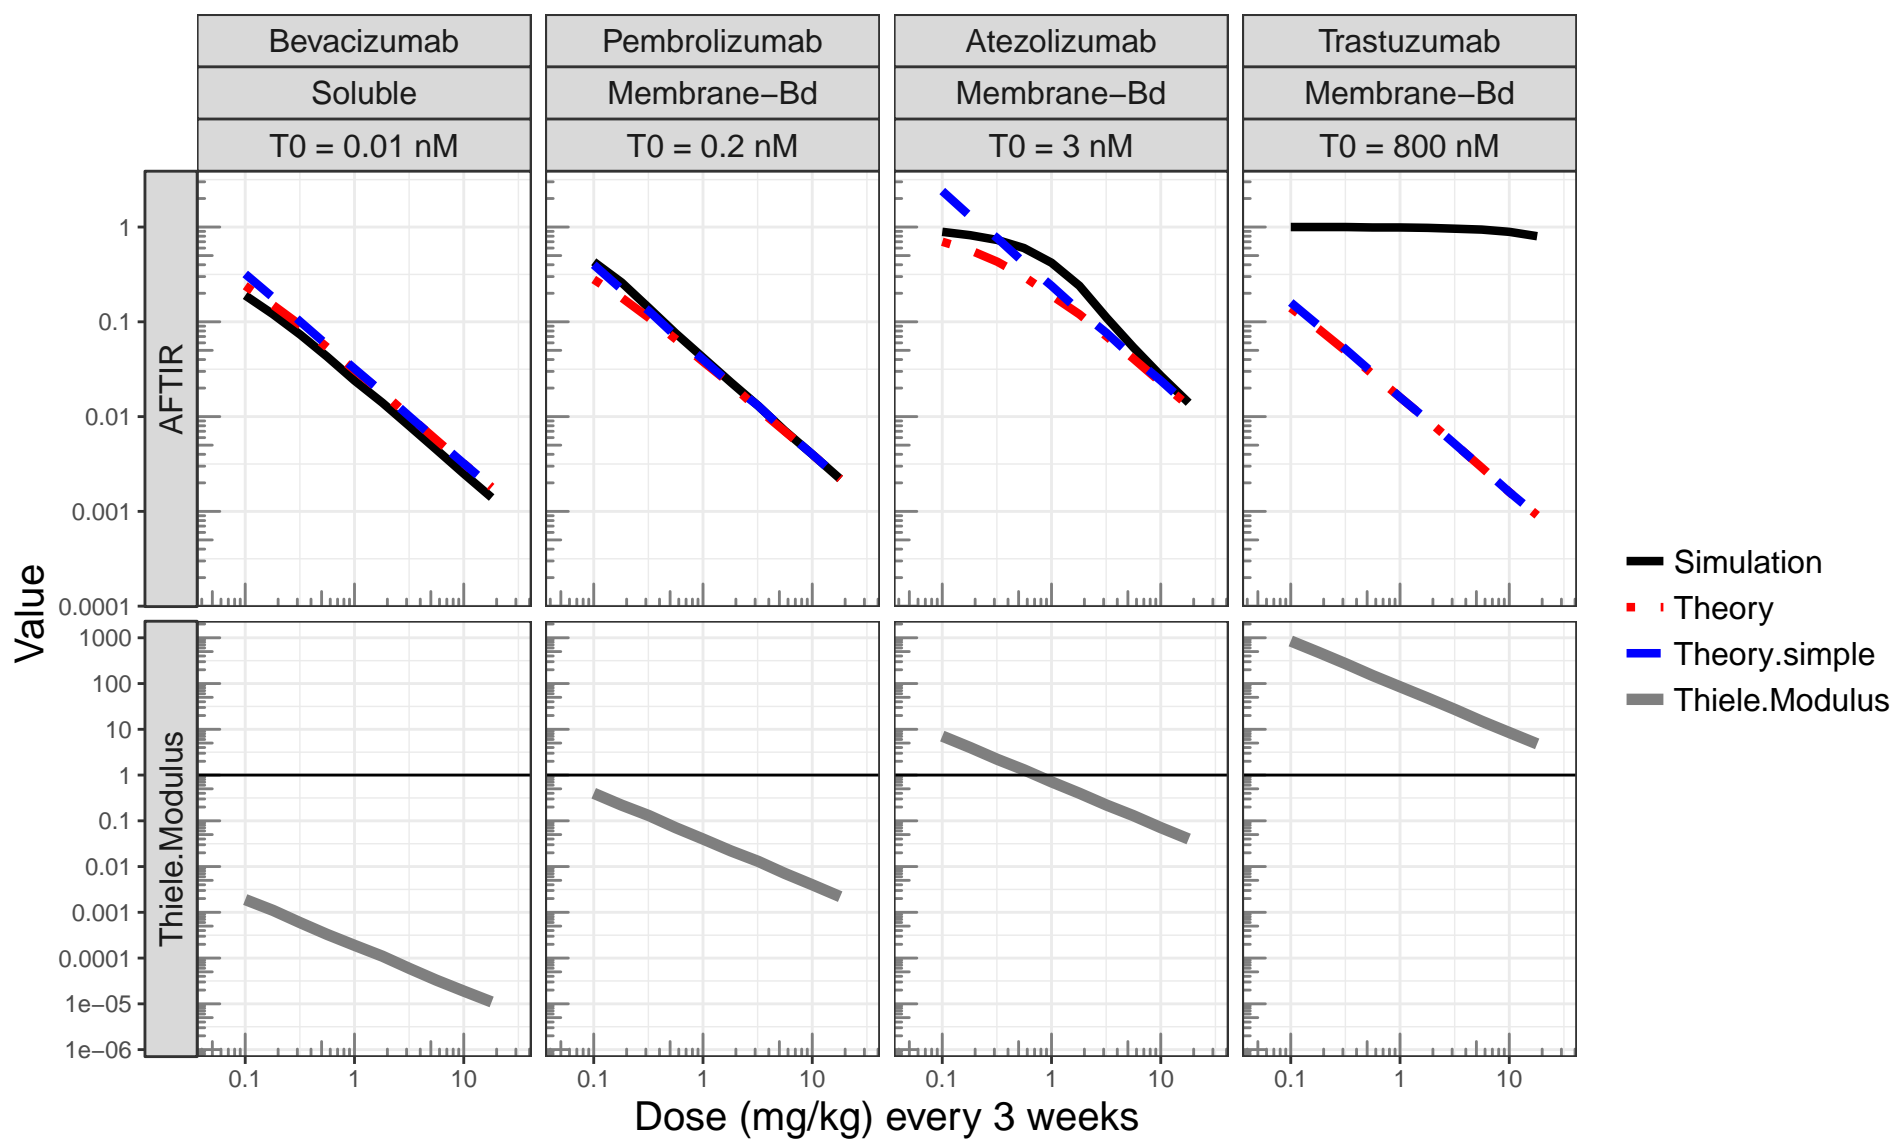 Bevacizumab
Pembrolizumab
Atezolizumab
Trastuzumab
Soluble
Membrane−Bd
Membrane−Bd
Membrane−Bd
T0 = 0.01 nM
T0 = 0.2 nM
T0 = 3 nM
T0 = 800 nM
Value
AFTIR
1
0.1
0.01
0.001
0.0001
Thiele.Modulus
1000
100
10
1
0.1
0.01
0.001
0.0001
1e−05
1e−06
0.1 1 10
0.1 1 10
0.1 1 10
0.1 1 10
Dose (mg/kg) every 3 weeks
Simulation
Theory
Theory.simple
Thiele.Modulus